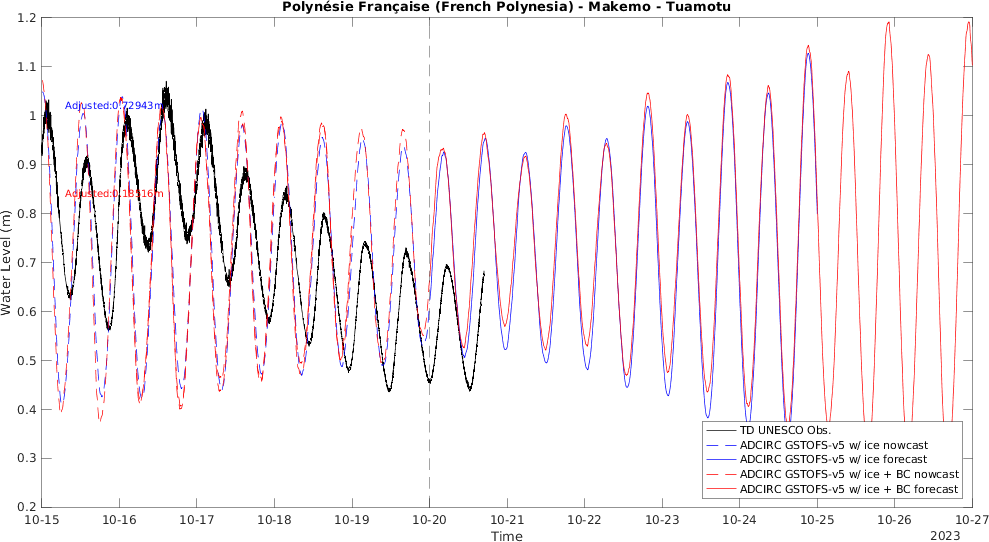 Polynésie Française (French Polynesia) - Makemo - Tuamotu
1.2
1.1
1
0.9
0.8
0.7
0.6
0.5
0.4
0.3
0.2
Water Level (m)
Adjusted:0.72943m
Adjusted:0.18516m
TD UNESCO Obs.
ADCIRC GSTOFS-v5 w/ ice nowcast
ADCIRC GSTOFS-v5 w/ ice forecast
ADCIRC GSTOFS-v5 w/ ice + BC nowcast
ADCIRC GSTOFS-v5 w/ ice + BC forecast
10-15 10-16 10-17 10-18 10-19 10-20 10-21 10-22 10-23 10-24 10-25 10-26 10-27
Time
2023